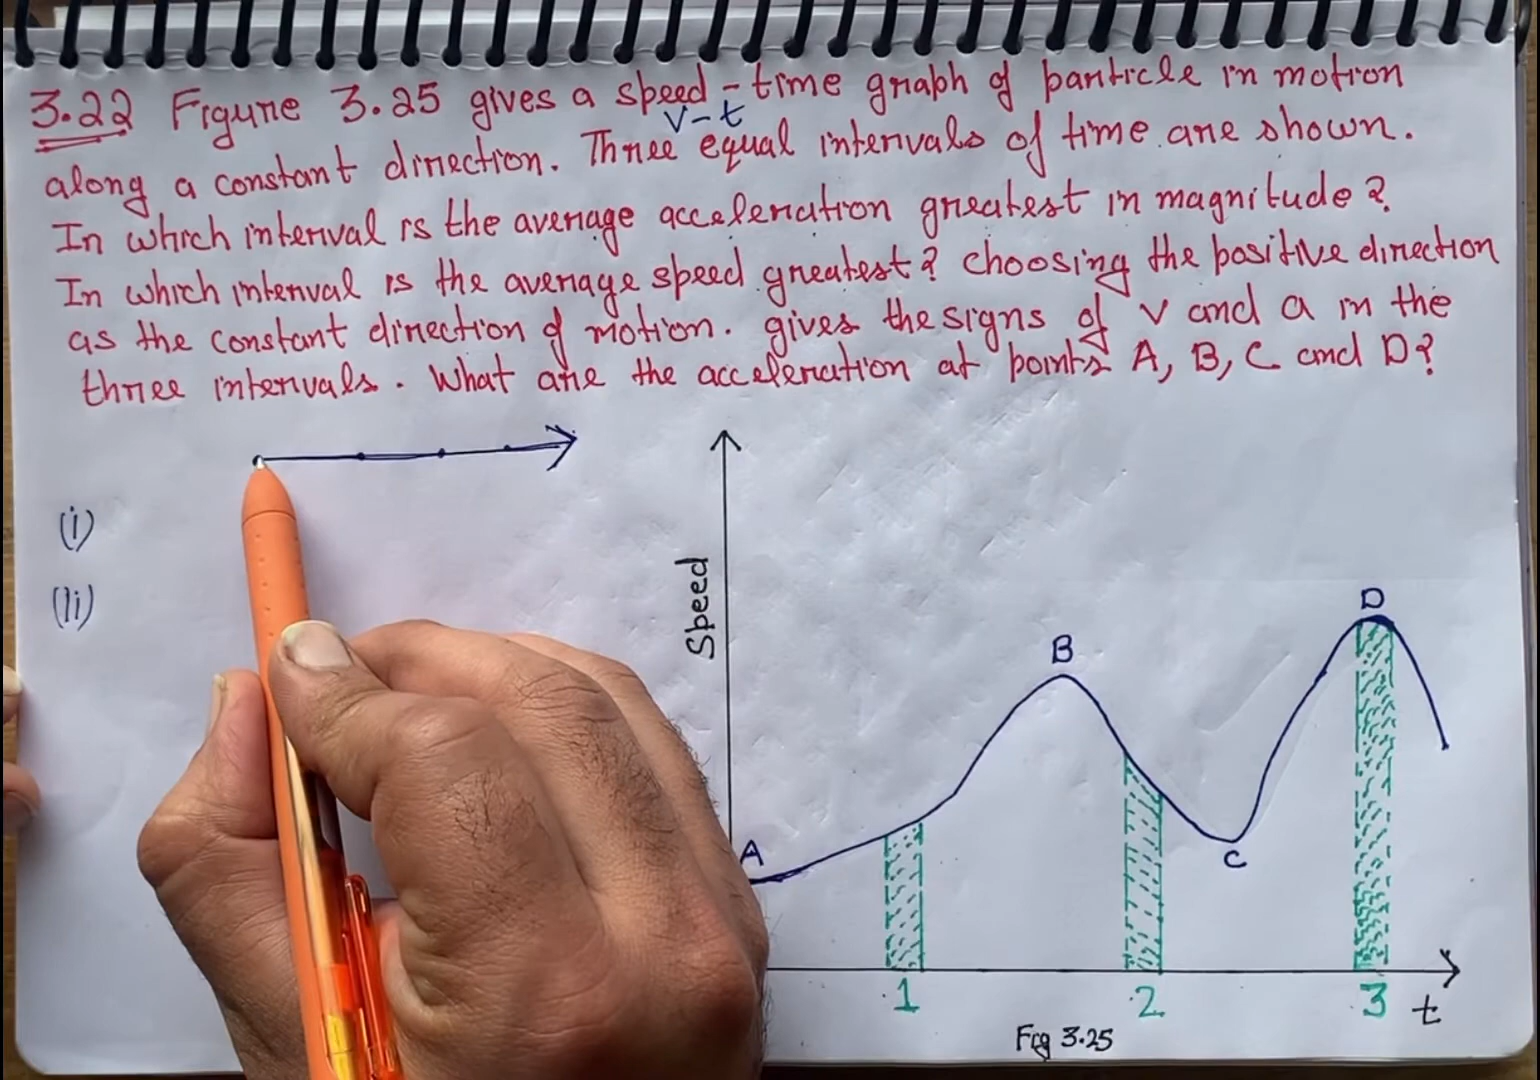 3.22 Figure 3.25 gives a speed-time graph of particle in motion
v-t
along a constant direction. Three equal intervals of time are shown.
In which interval is the average acceleration greatest in magnitude?
In which interval is the average speed greatest? choosing the positive direction
as the constant direction of motion. gives the signs of v and a in the
three intervals. What are the acceleration at points A, B, C and D?
(i)
(ii)
Speed
A
B
C
D
1
2
3
t
Fig 3.25